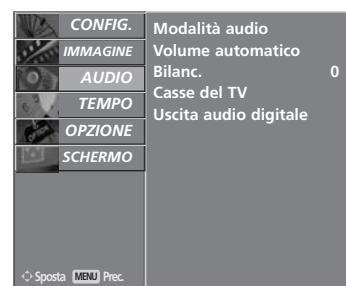 CONFIG.
IMMAGINE
AUDIO
TEMPO
OPZIONE
SCHERMO
Modalità audio
Volume automatico
Bilanc. 0
Casse del TV
Uscita audio digitale
Sposta MENU Prec.